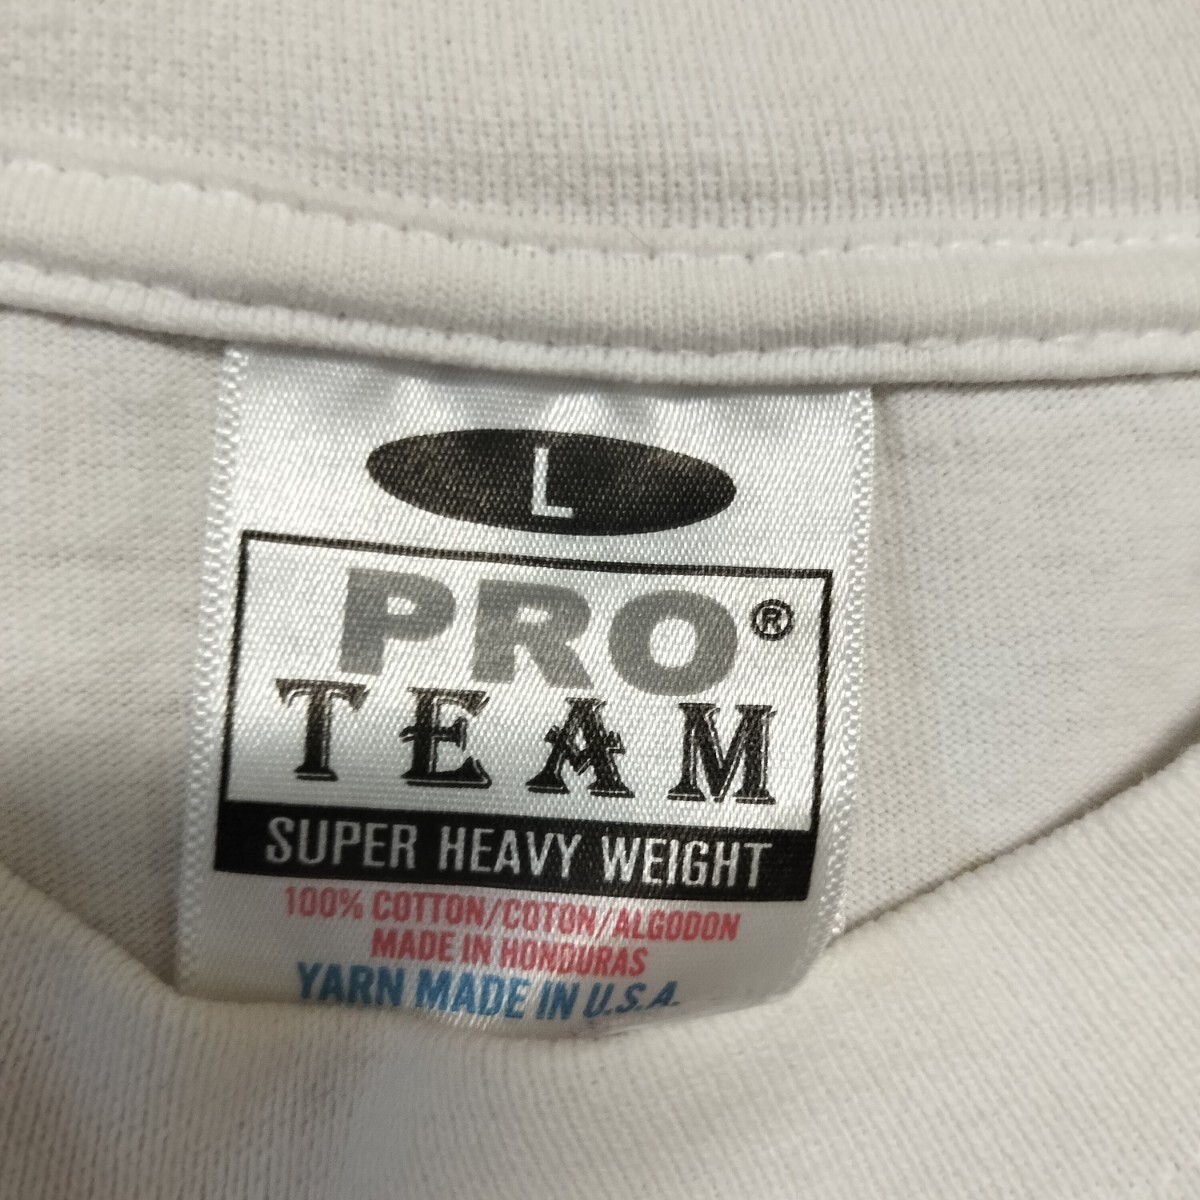 L
PRO ®
TEAM
SUPER HEAVY WEIGHT
100% COTTON/COTON/ALGODON
MADE IN HONDURAS
YARN MADE IN U.S.A.